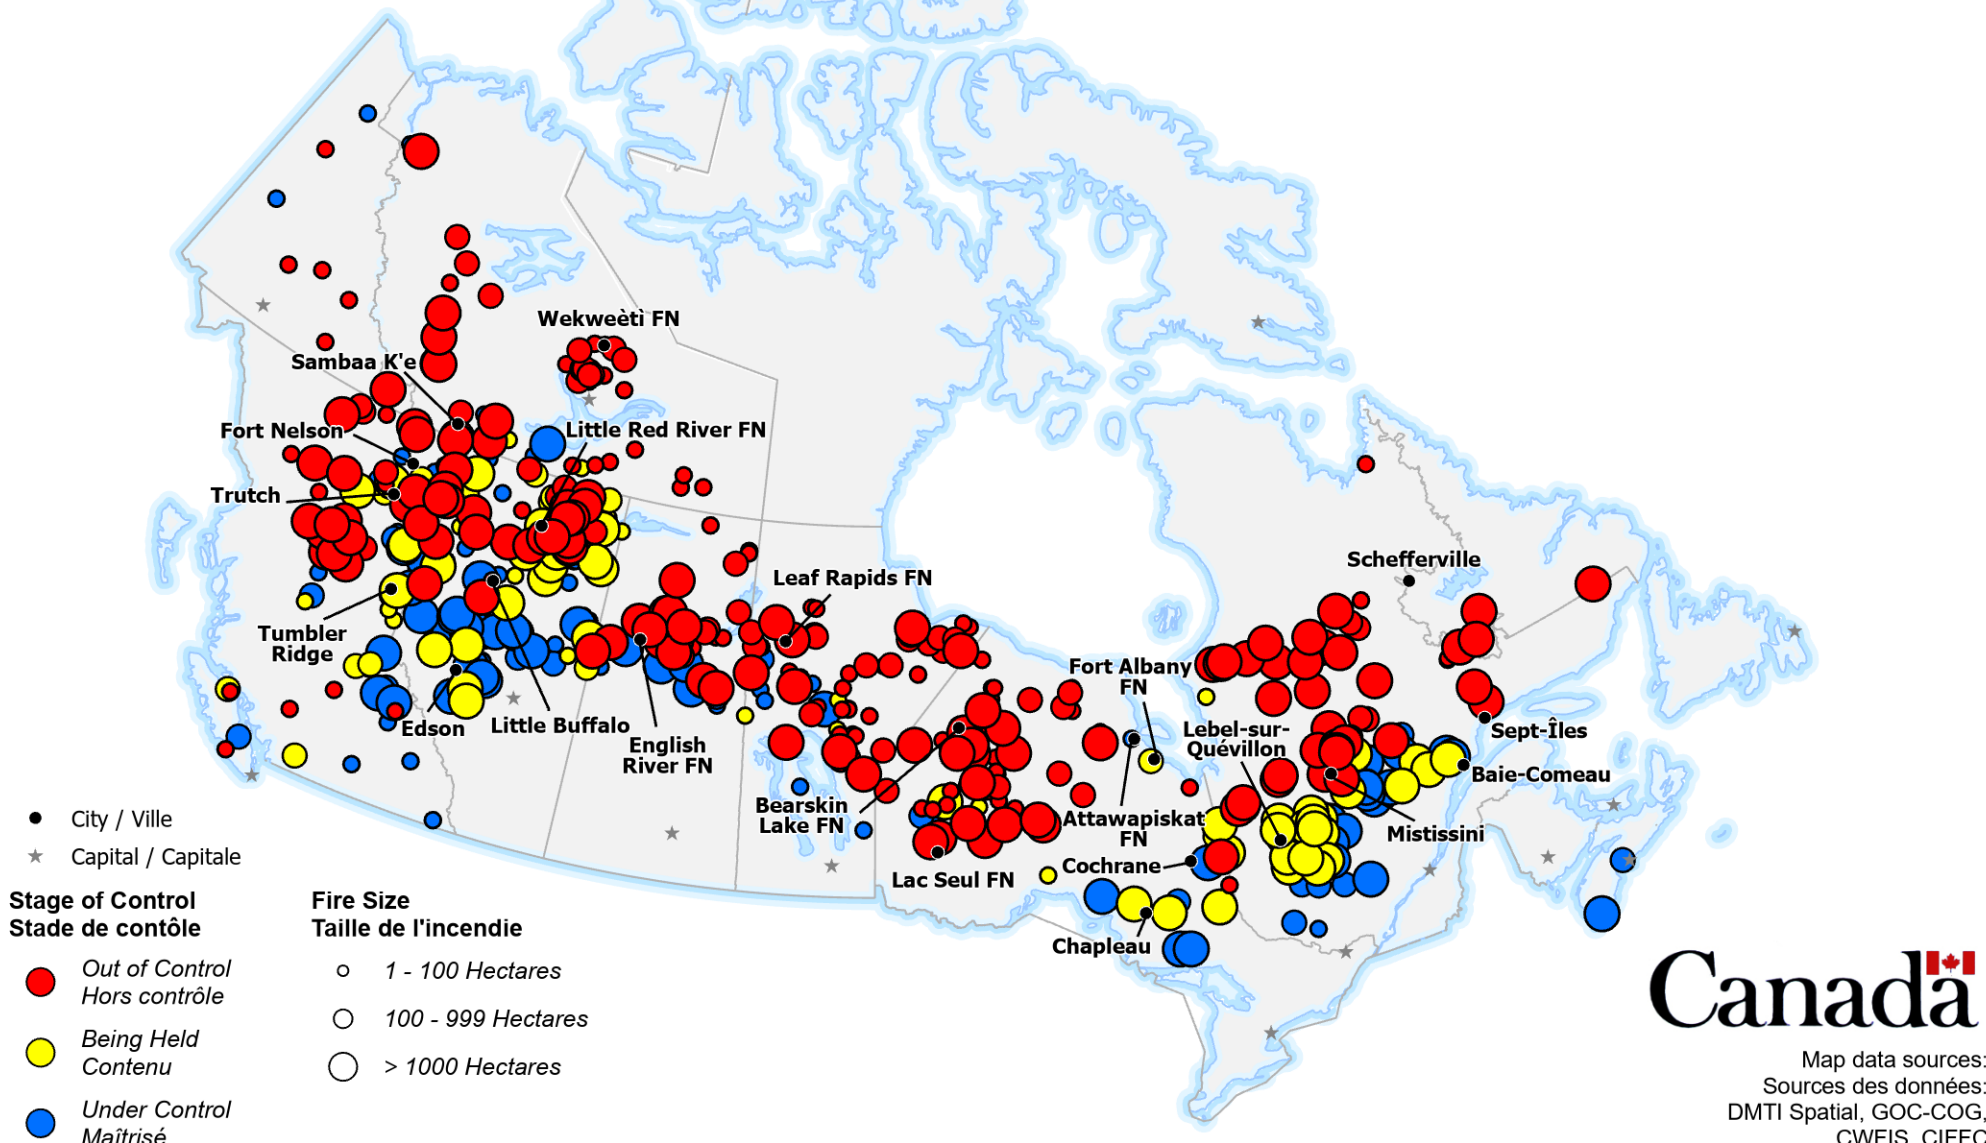 Wekweètì FN
Sambaa K'e
Fort Nelson
Little Red River FN
Trutch
Schefferville
Leaf Rapids FN
Tumbler
Ridge
Fort Albany
FN
Edson
Little Buffalo
English
River FN
Lebel-sur-
Quévillon
Sept-Îles
Baie-Comeau
Bearskin
Lake FN
Attawapiskat
FN
Mistissini
Cochrane
Lac Seul FN
Chapleau
City / Ville
Capital / Capitale
Stage of Control
Stade de contôle
Out of Control
Hors contrôle
Being Held
Contenu
Under Control
Maîtrisé
Fire Size
Taille de l'incendie
1 - 100 Hectares
100 - 999 Hectares
> 1000 Hectares
Canada
Map data sources:
Sources des données:
DMTI Spatial, GOC-COG,
CWFIS, CIFFC